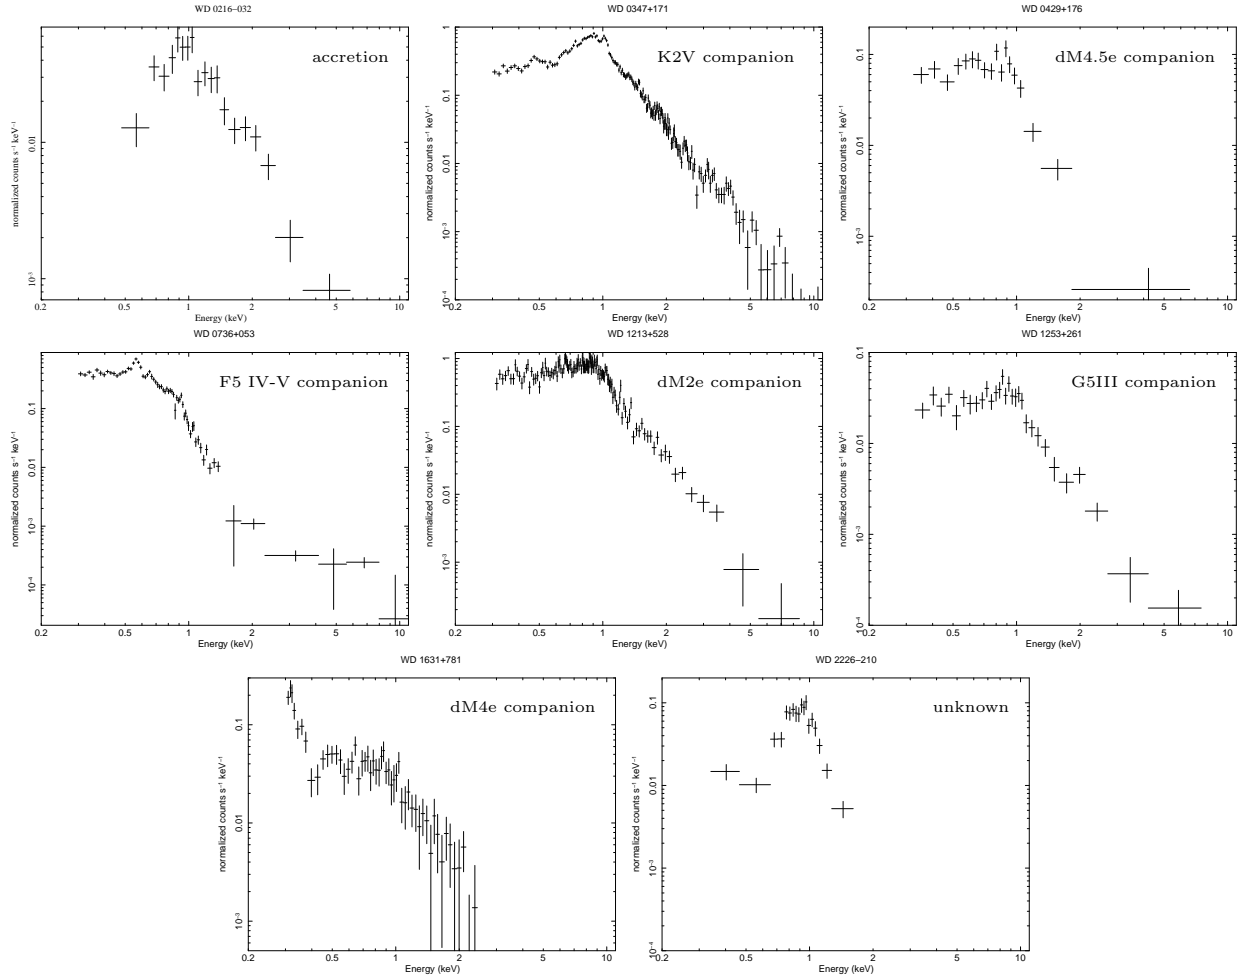 WD 0216−032
accretion
normalized counts s⁻¹ keV⁻¹
0.01
10⁻³
0.2 0.5 1 2 5 10
Energy (keV)
WD 0347+171
K2V companion
normalized counts s⁻¹ keV⁻¹
1
0.1
0.01
10⁻³
10⁻⁴
0.2 0.5 1 2 5 10
Energy (keV)
WD 0429+176
dM4.5e companion
normalized counts s⁻¹ keV⁻¹
0.1
0.01
10⁻³
0.2 0.5 1 2 5 10
Energy (keV)
WD 0736+053
F5 IV-V companion
normalized counts s⁻¹ keV⁻¹
0.1
0.01
10⁻³
10⁻⁴
0.2 0.5 1 2 5 10
Energy (keV)
WD 1213+528
dM2e companion
normalized counts s⁻¹ keV⁻¹
1
0.1
0.01
10⁻³
0.2 0.5 1 2 5 10
Energy (keV)
WD 1253+261
G5III companion
normalized counts s⁻¹ keV⁻¹
0.1
0.01
10⁻³
10⁻⁴
0.2 0.5 1 2 5 10
Energy (keV)
WD 1631+781
dM4e companion
normalized counts s⁻¹ keV⁻¹
0.1
0.01
10⁻³
0.2 0.5 1 2 5 10
Energy (keV)
WD 2226−210
unknown
normalized counts s⁻¹ keV⁻¹
0.1
0.01
10⁻³
10⁻⁴
0.2 0.5 1 2 5 10
Energy (keV)